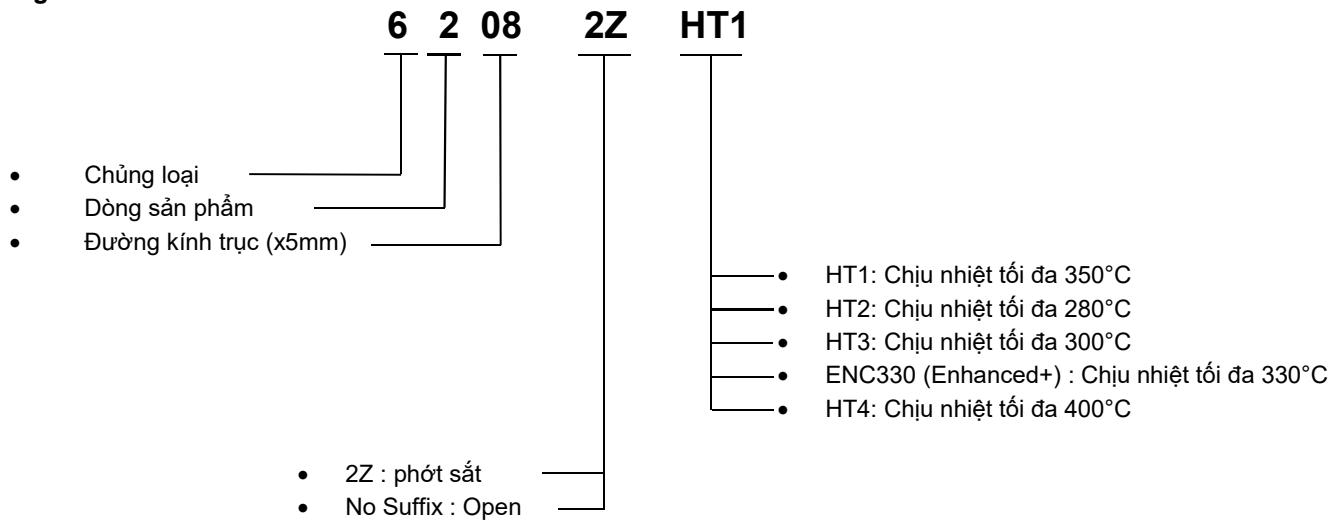 6 2 08 2Z HT1
• Chủng loại
• Dòng sản phẩm
• Đường kính trục (x5mm)
• HT1: Chịu nhiệt tối đa 350°C
• HT2: Chịu nhiệt tối đa 280°C
• HT3: Chịu nhiệt tối đa 300°C
• ENC330 (Enhanced+) : Chịu nhiệt tối đa 330°C
• HT4: Chịu nhiệt tối đa 400°C
• 2Z : phớt sắt
• No Suffix : Open